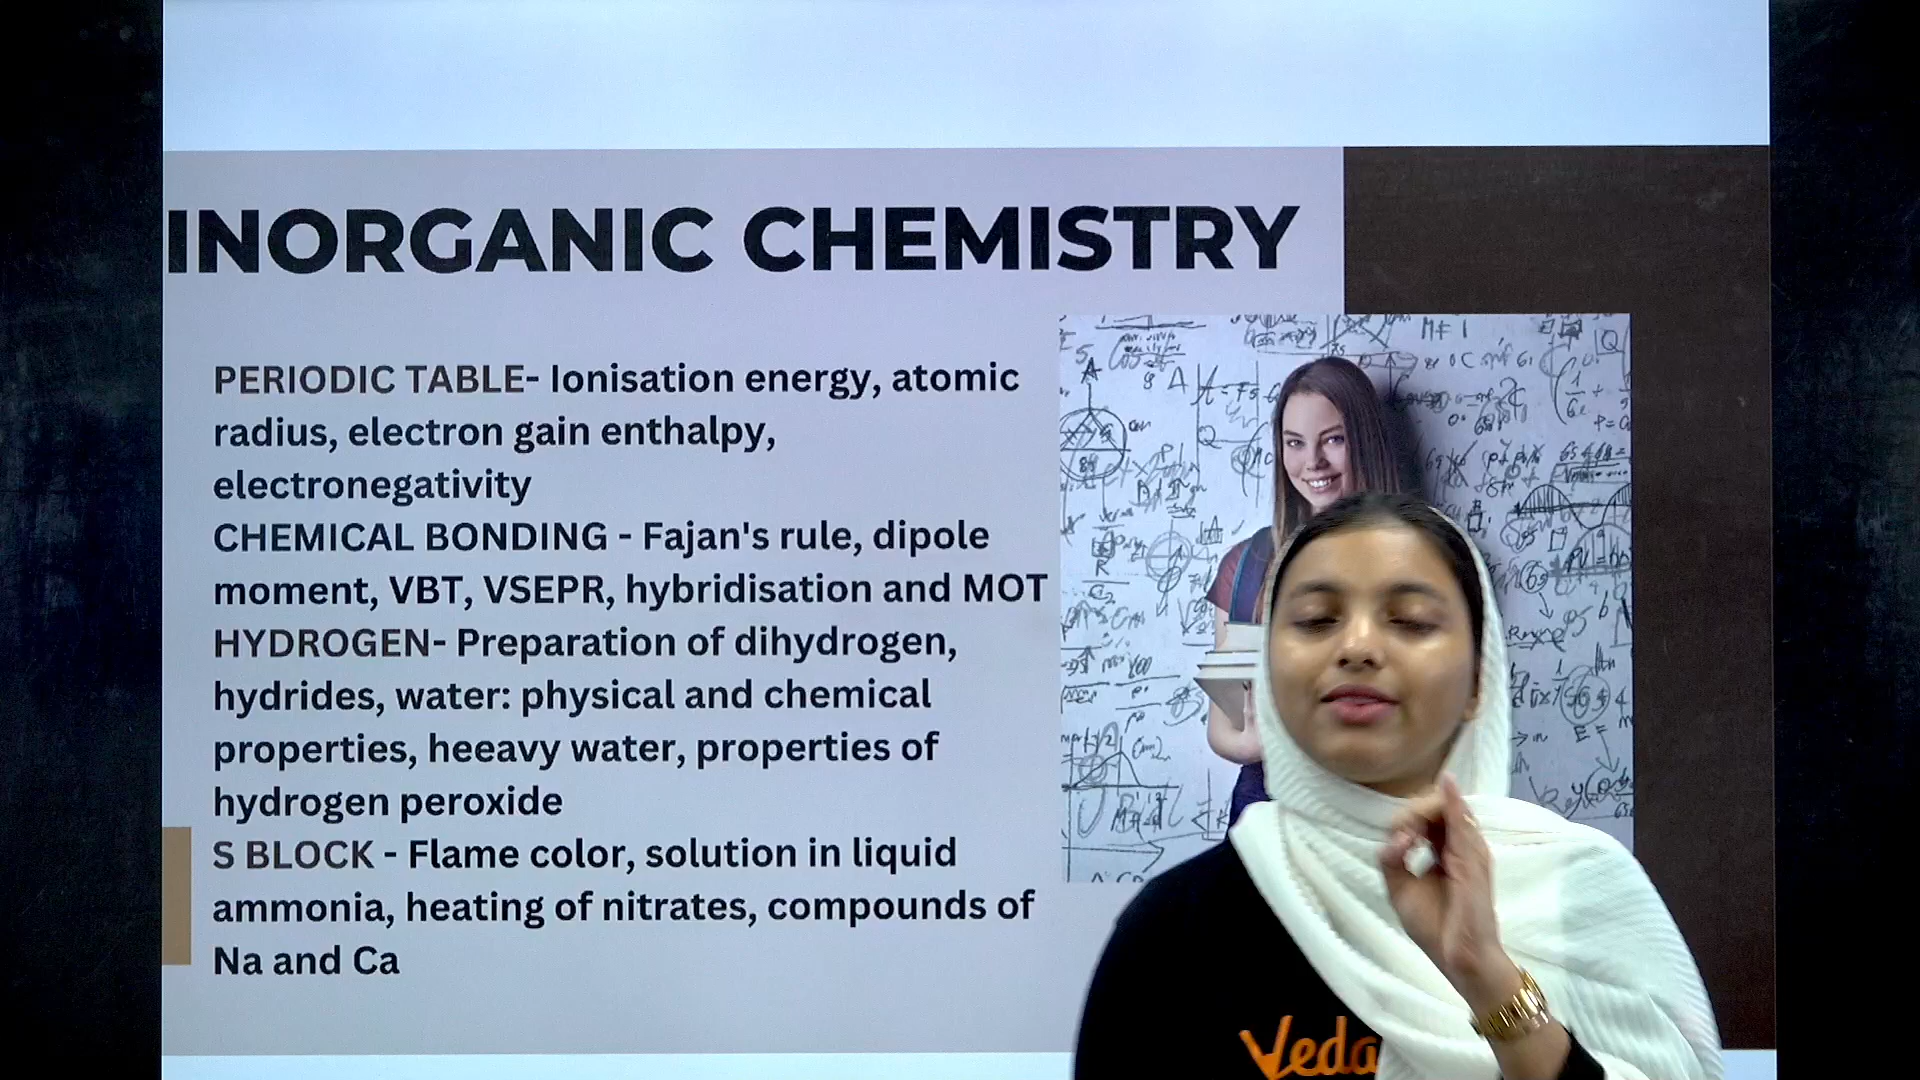 INORGANIC CHEMISTRY
PERIODIC TABLE- Ionisation energy, atomic
radius, electron gain enthalpy,
electronegativity
CHEMICAL BONDING - Fajan's rule, dipole
moment, VBT, VSEPR, hybridisation and MOT
HYDROGEN- Preparation of dihydrogen,
hydrides, water: physical and chemical
properties, heeavy water, properties of
hydrogen peroxide
S BLOCK - Flame color, solution in liquid
ammonia, heating of nitrates, compounds of
Na and Ca
Veda